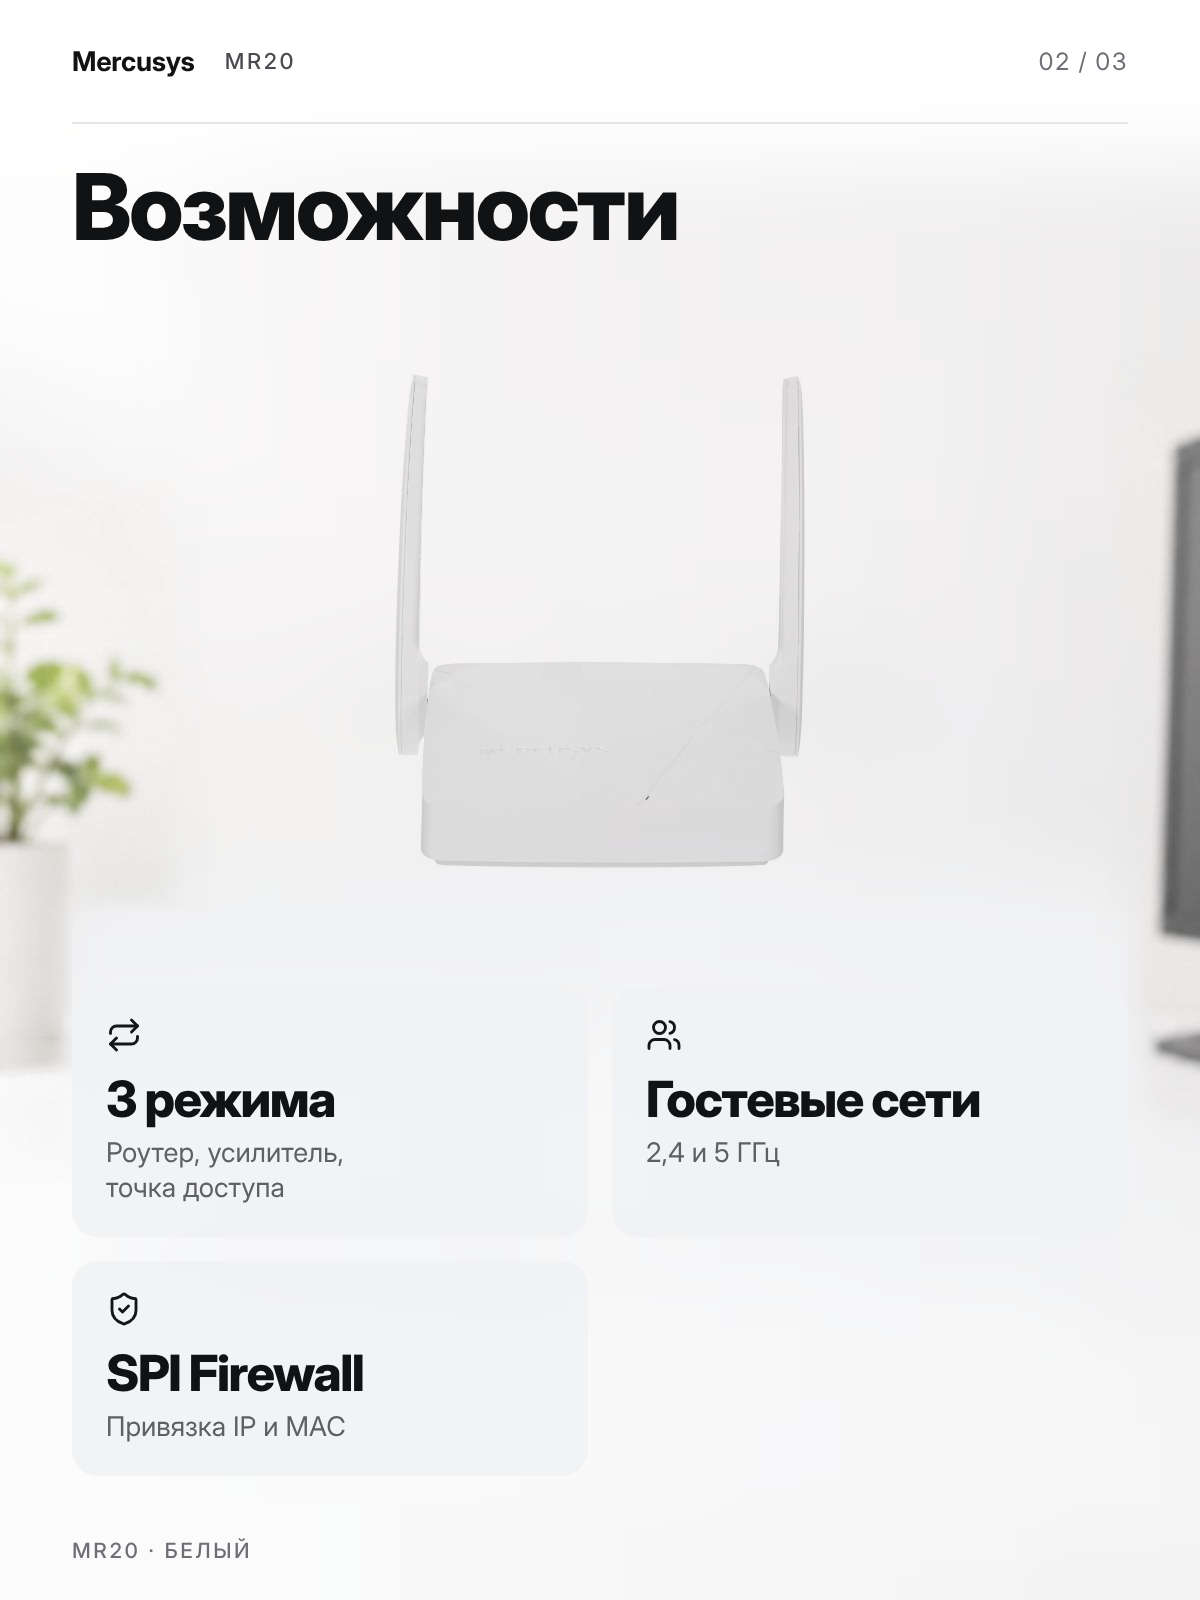 Mercusys MR20 02 / 03
Возможности
MERCUSYS
3 режима
Роутер, усилитель,
точка доступа
Гостевые сети
2,4 и 5 ГГц
SPI Firewall
Привязка IP и MAC
MR20 · БЕЛЫЙ